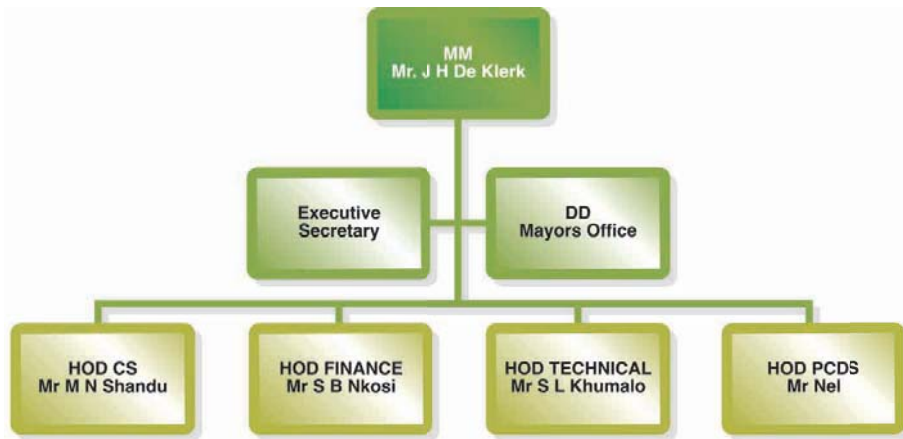 MM
Mr. J H De Klerk
Executive
Secretary
DD
Mayors Office
HOD CS
Mr M N Shandu
HOD FINANCE
Mr S B Nkosi
HOD TECHNICAL
Mr S L Khumalo
HOD PCDS
Mr Nel